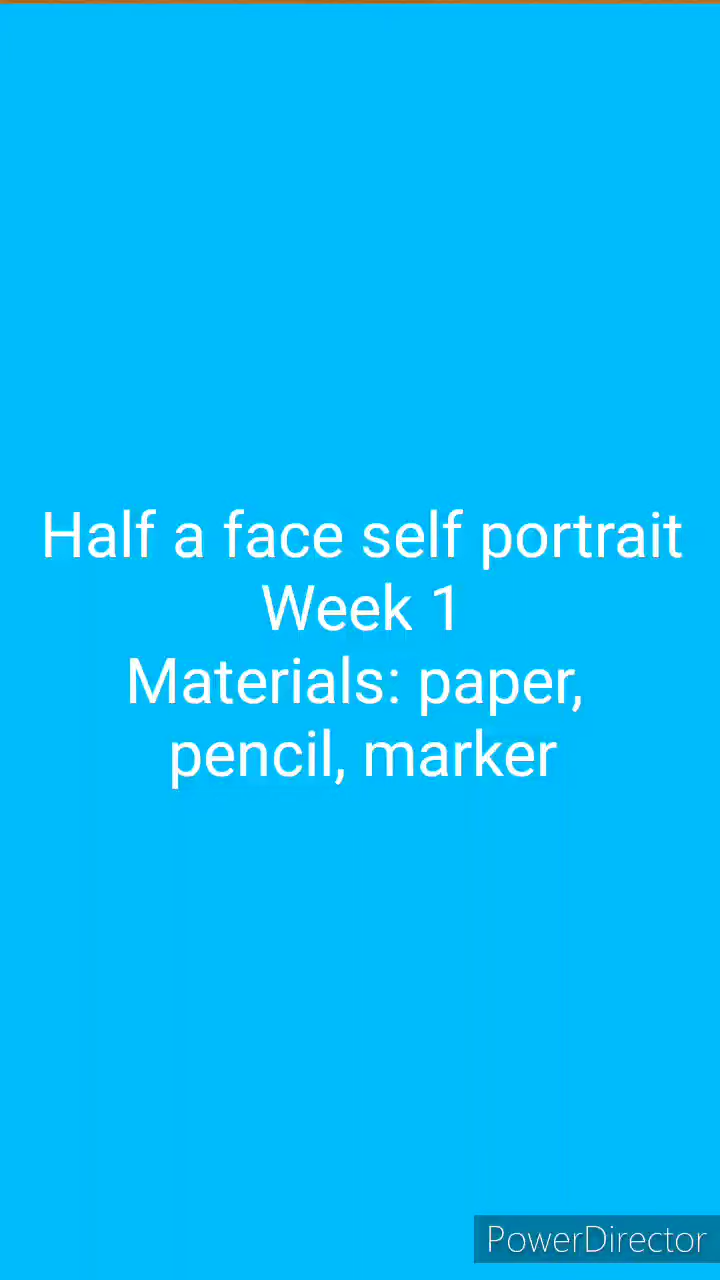 Half a face self portrait
Week 1
Materials: paper,
pencil, marker
PowerDirector